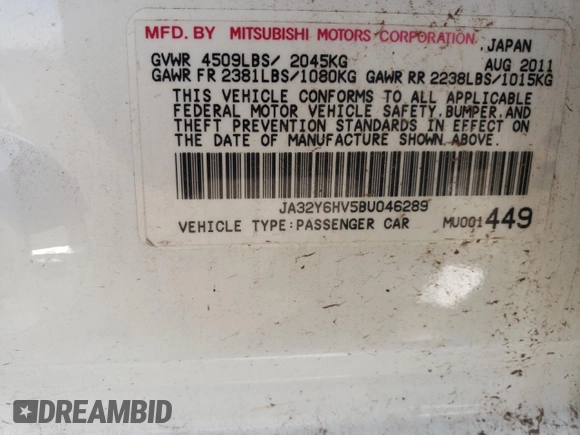 MFD. BY MITSUBISHI MOTORS CORPORATION, JAPAN
GVWR 4509LBS/ 2045KG AUG 2011
GAWR FR 2381LBS/1080KG GAWR RR 2238LBS/1015KG
THIS VEHICLE CONFORMS TO ALL APPLICABLE
FEDERAL MOTOR VEHICLE SAFETY, BUMPER, AND
THEFT PREVENTION STANDARDS IN EFFECT ON
THE DATE OF MANUFACTURE SHOWN ABOVE.
JA32Y6HV5BU046289
VEHICLE TYPE:PASSENGER CAR MU001449
DREAMBID